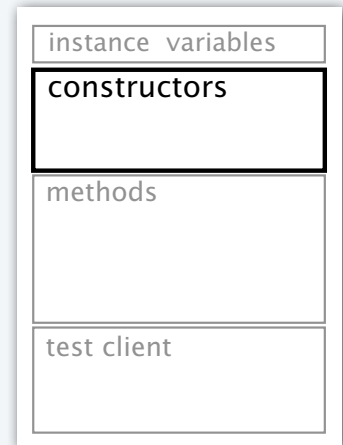 instance variables
constructors
methods
test client